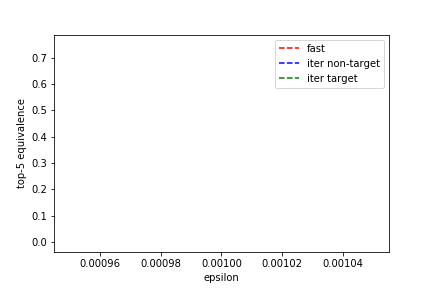 fast
iter non-target
iter target
top-5 equivalence
0.7
0.6
0.5
0.4
0.3
0.2
0.1
0.0
0.00096 0.00098 0.00100 0.00102 0.00104
epsilon